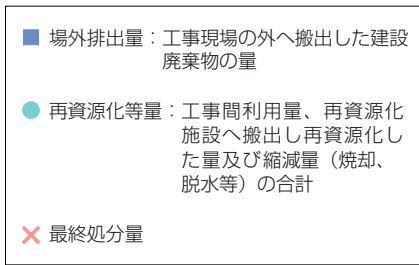 場外排出量：工事現場の外へ搬出した建設
廃棄物の量
再資源化等量：工事間利用量、再資源化
施設へ搬出し再資源化し
た量及び縮減量（焼却、
脱水等）の合計
最終処分量